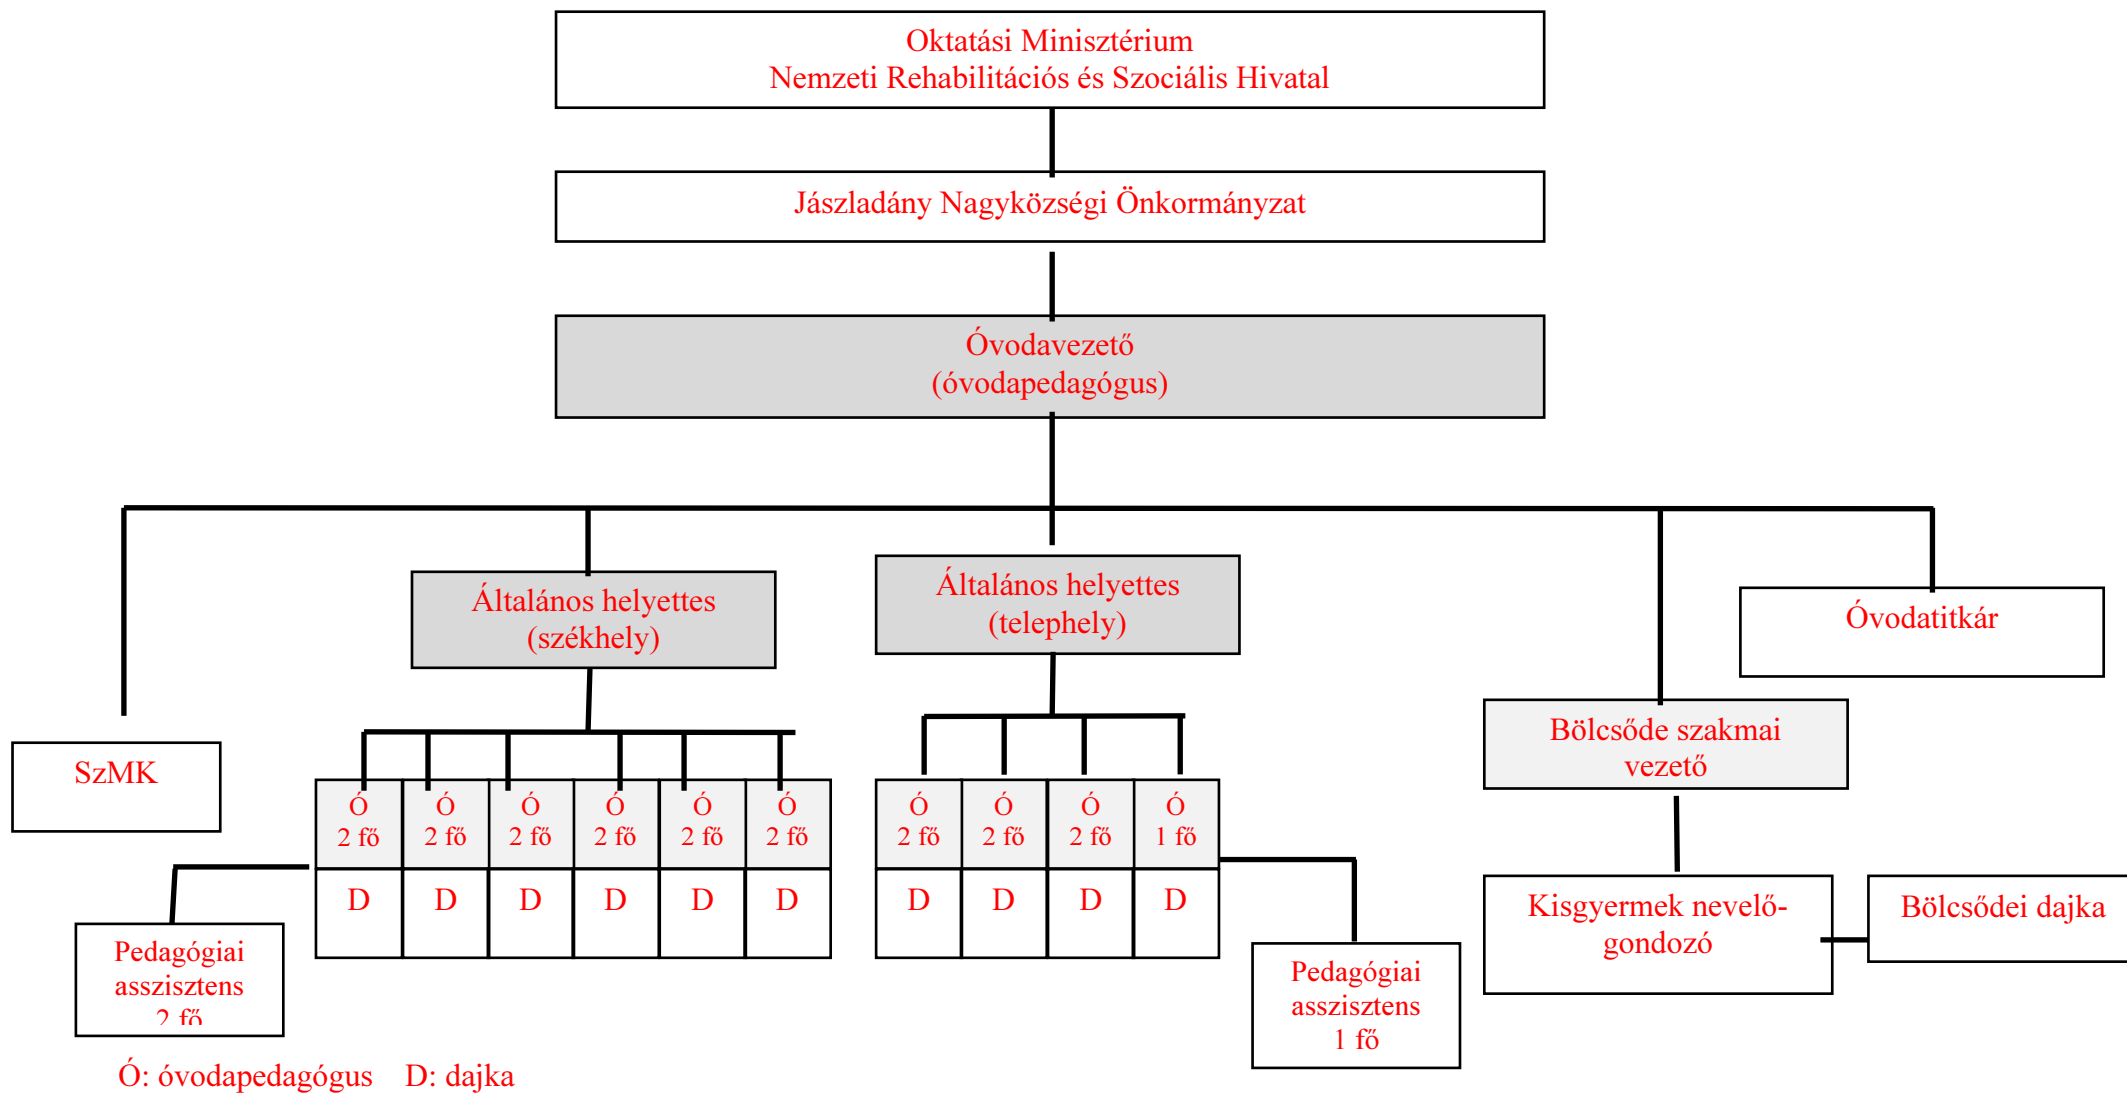 Oktatási Minisztérium
Nemzeti Rehabilitációs és Szociális Hivatal
Jászladány Nagyközségi Önkormányzat
Óvodavezető
(óvodapedagógus)
Általános helyettes
(székhely)
Általános helyettes
(telephely)
Óvodatitkár
SzMK
Bölcsőde szakmai
vezető
Ó Ó Ó Ó Ó Ó
2 fő 2 fő 2 fő 2 fő 2 fő 2 fő
D D D D D D
Ó Ó Ó Ó
2 fő 2 fő 2 fő 1 fő
D D D D
Kisgyermek nevelő-
gondozó
Bölcsődei dajka
Pedagógiai
asszisztens
2 fő
Pedagógiai
asszisztens
1 fő
Ó: óvodapedagógus D: dajka